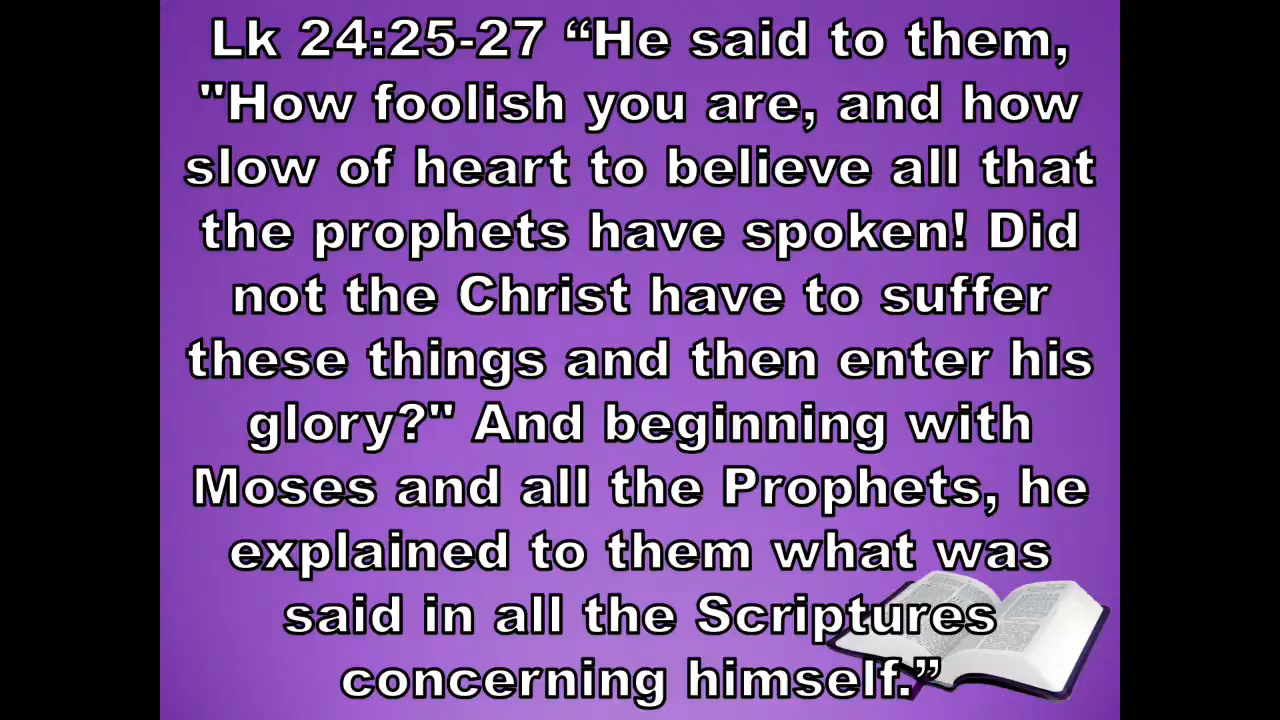 Lk 24:25-27 “He said to them,
"How foolish you are, and how
slow of heart to believe all that
the prophets have spoken! Did
not the Christ have to suffer
these things and then enter his
glory?" And beginning with
Moses and all the Prophets, he
explained to them what was
said in all the Scriptures
concerning himself.”